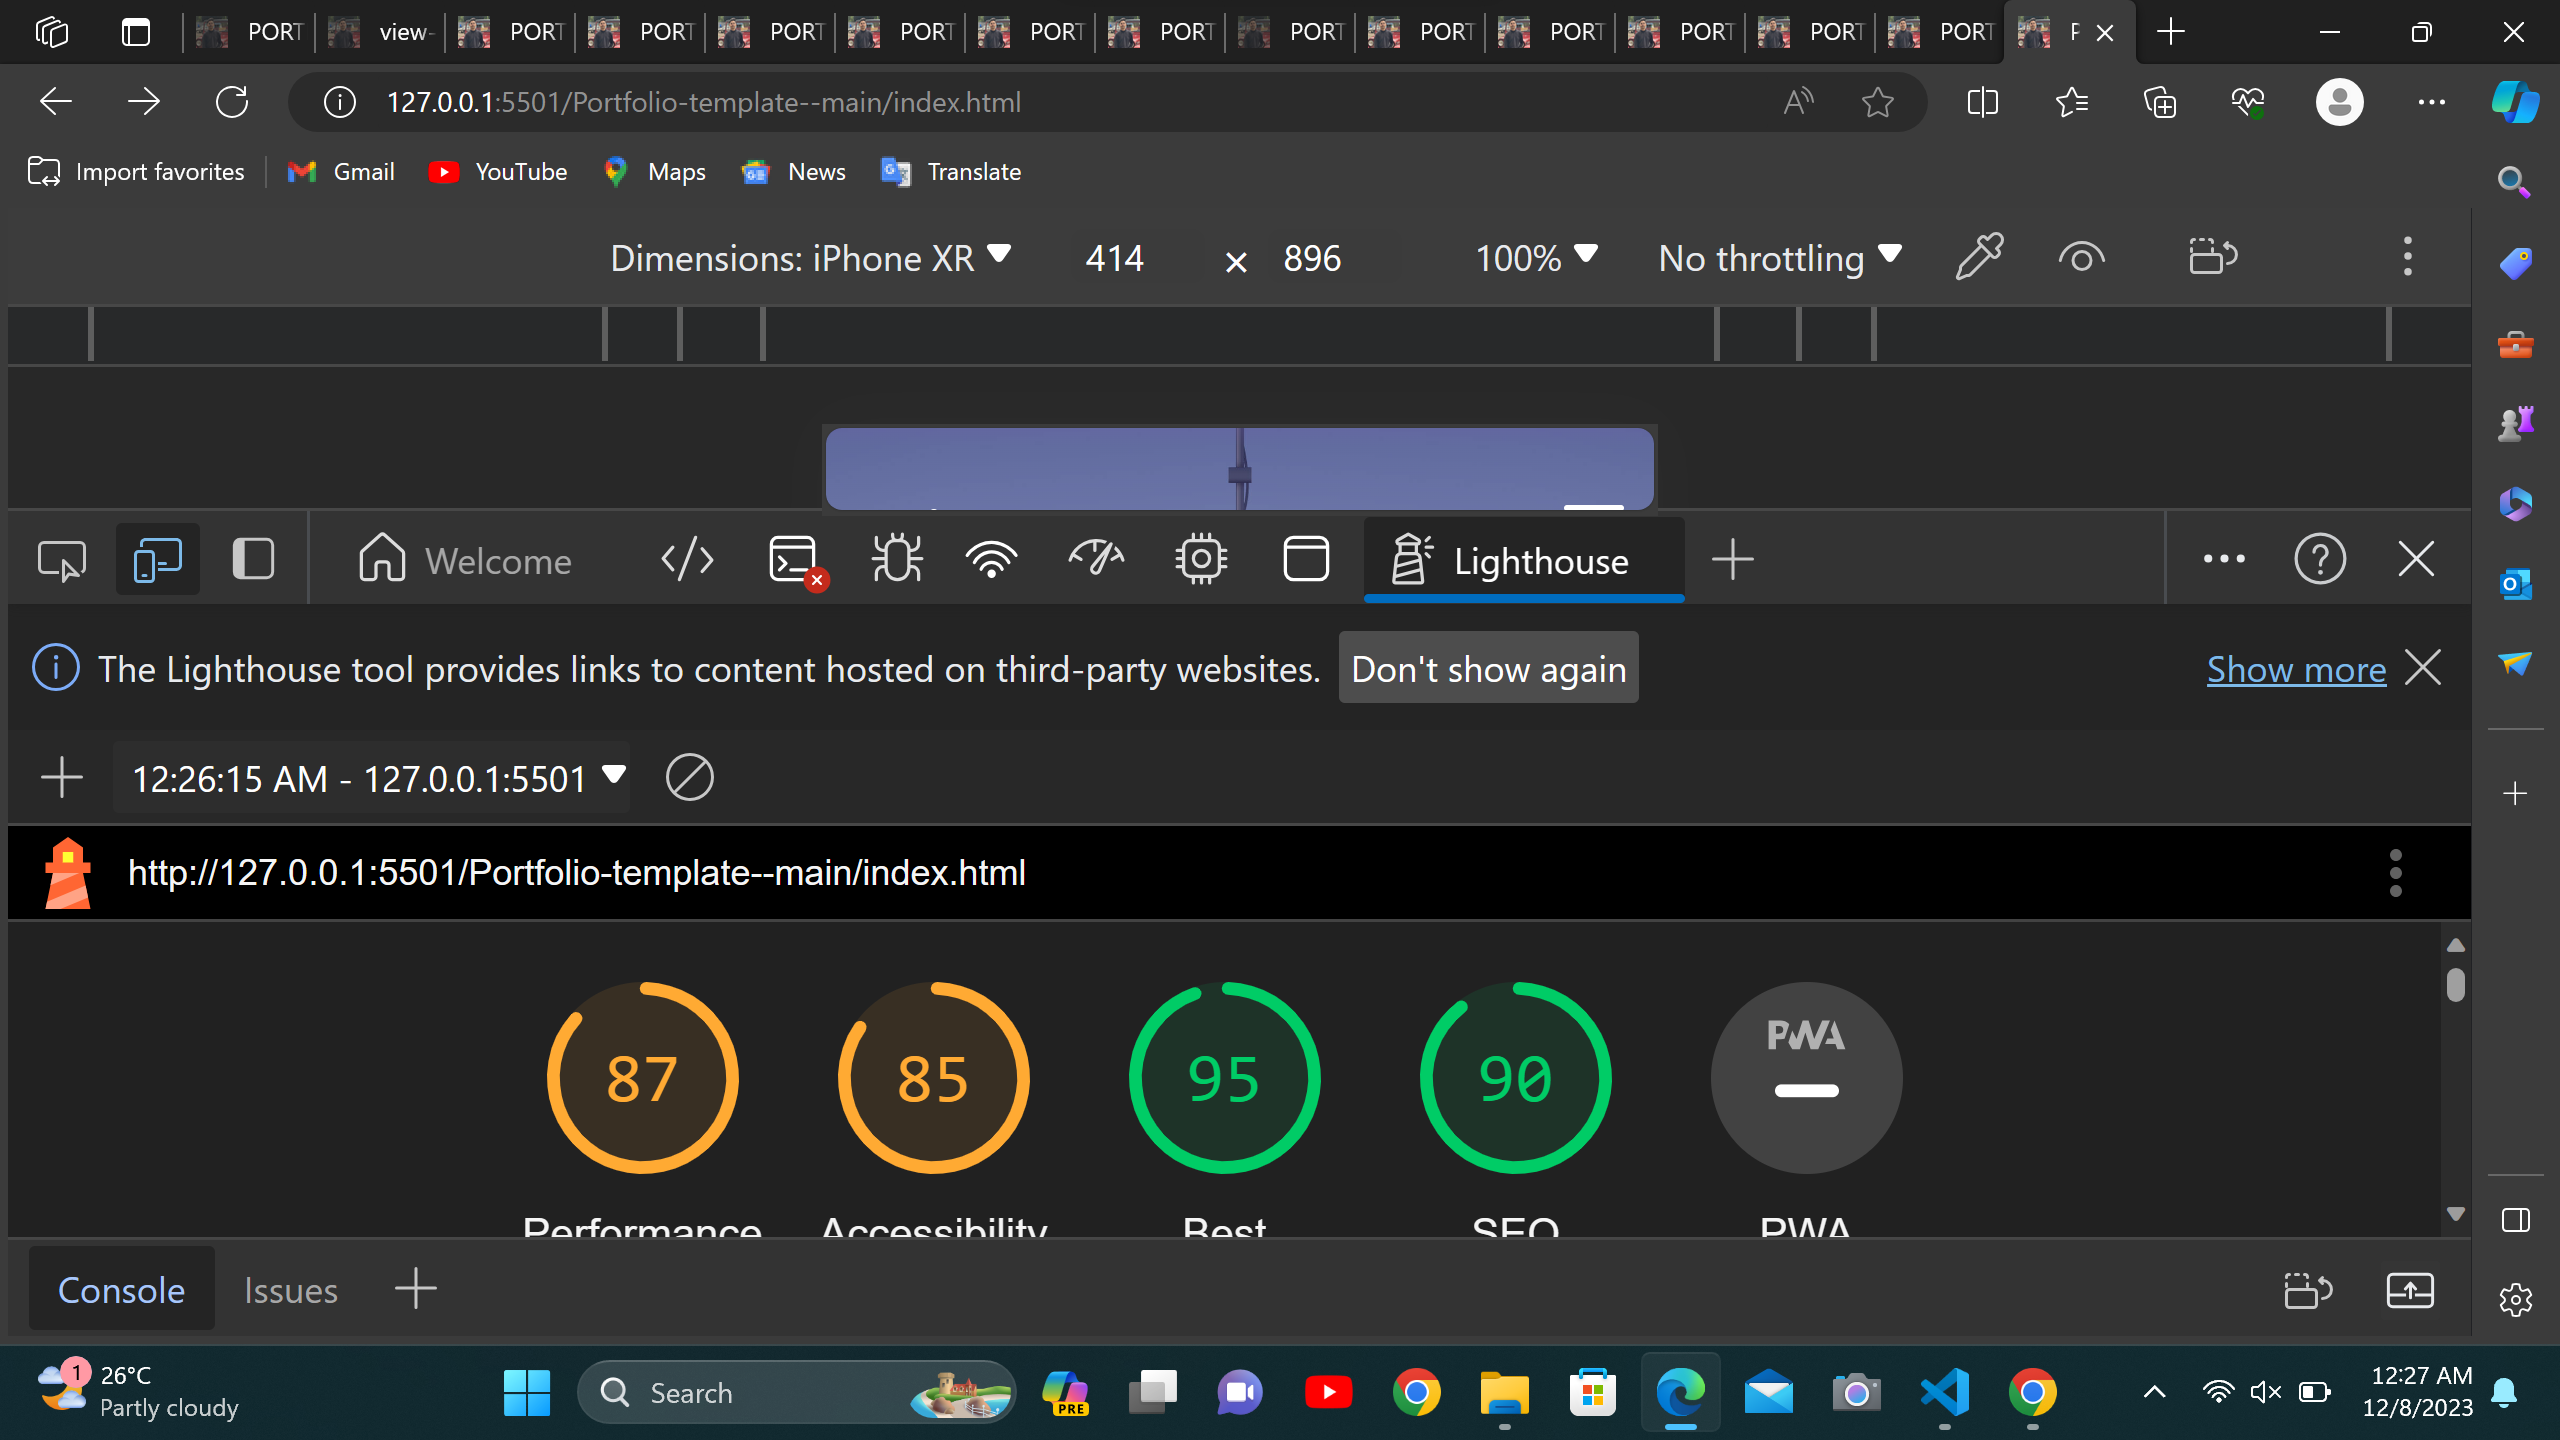 PORT
view-
PORT
PORT
PORT
PORT
PORT
PORT
PORT
PORT
PORT
PORT
PORT
PORT
127.0.0.1:5501/Portfolio-template--main/index.html
Import favorites
Gmail
YouTube
Maps
News
Translate
Dimensions: iPhone XR
414
×
896
100%
No throttling
Welcome
Lighthouse
The Lighthouse tool provides links to content hosted on third-party websites.
Don't show again
Show more
12:26:15 AM - 127.0.0.1:5501
http://127.0.0.1:5501/Portfolio-template--main/index.html
87
85
95
90
PWA
Performance
Accessibility
Best
SEO
PWA
Console
Issues
1
26°C
Partly cloudy
Search
PRE
12:27 AM
12/8/2023